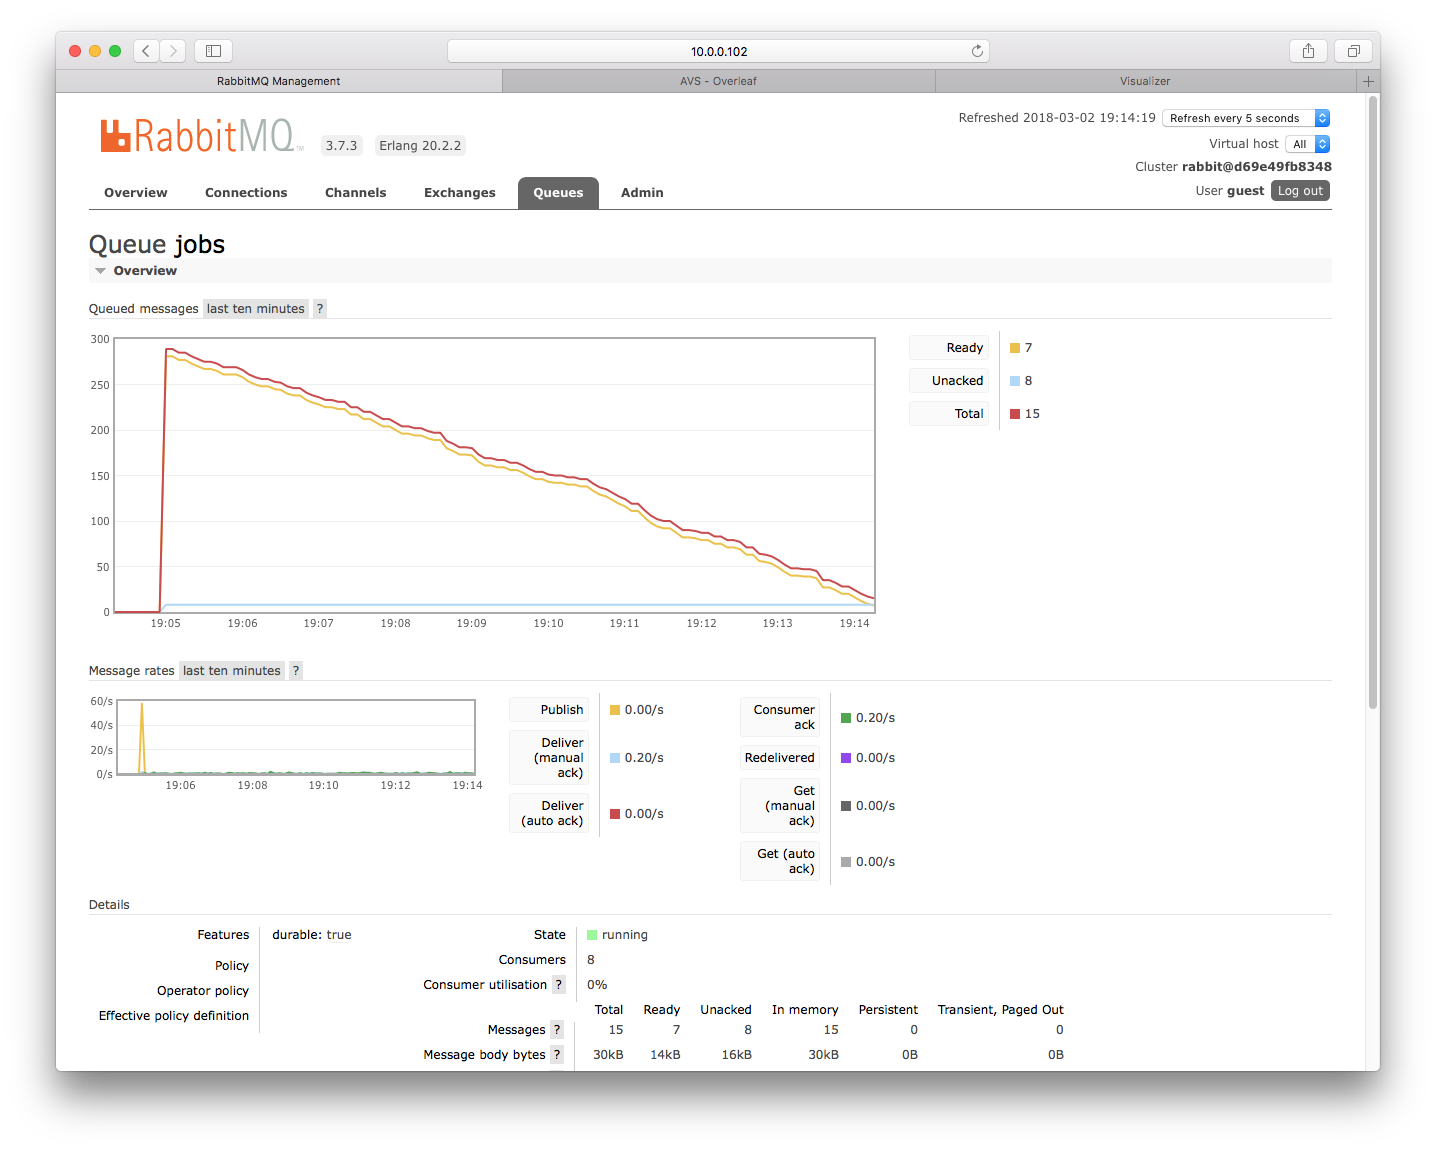 10.0.0.102
RabbitMQ Management
AVS - Overleaf
Visualizer
RabbitMQ TM
3.7.3
Erlang 20.2.2
Refreshed 2018-03-02 19:14:19
Refresh every 5 seconds
Virtual host All
Cluster rabbit@d69e49fb8348
User guest Log out
Overview Connections Channels Exchanges Queues Admin
Queue jobs
Overview
Queued messages last ten minutes ?
300
250
200
150
100
50
0
19:05 19:06 19:07 19:08 19:09 19:10 19:11 19:12 19:13 19:14
Ready 7
Unacked 8
Total 15
Message rates last ten minutes ?
60/s
40/s
20/s
0/s
19:06 19:08 19:10 19:12 19:14
Publish 0.00/s
Deliver
(manual 0.20/s
ack)
Deliver
(auto ack) 0.00/s
Consumer
ack 0.20/s
Redelivered 0.00/s
Get
(manual 0.00/s
ack)
Get (auto
ack) 0.00/s
Details
Features durable: true
Policy
Operator policy
Effective policy definition
State running
Consumers 8
Consumer utilisation ? 0%
Total Ready Unacked In memory Persistent Transient, Paged Out
Messages ? 15 7 8 15 0 0
Message body bytes ? 30kB 14kB 16kB 30kB 0B 0B